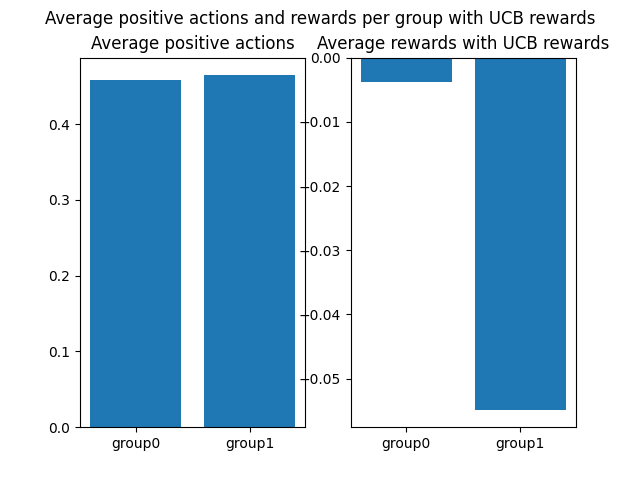 Average positive actions and rewards per group with UCB rewards
Average positive actions
0.4
0.3
0.2
0.1
0.0
group0 group1
Average rewards with UCB rewards
0.00
−0.01
−0.02
−0.03
−0.04
−0.05
group0 group1